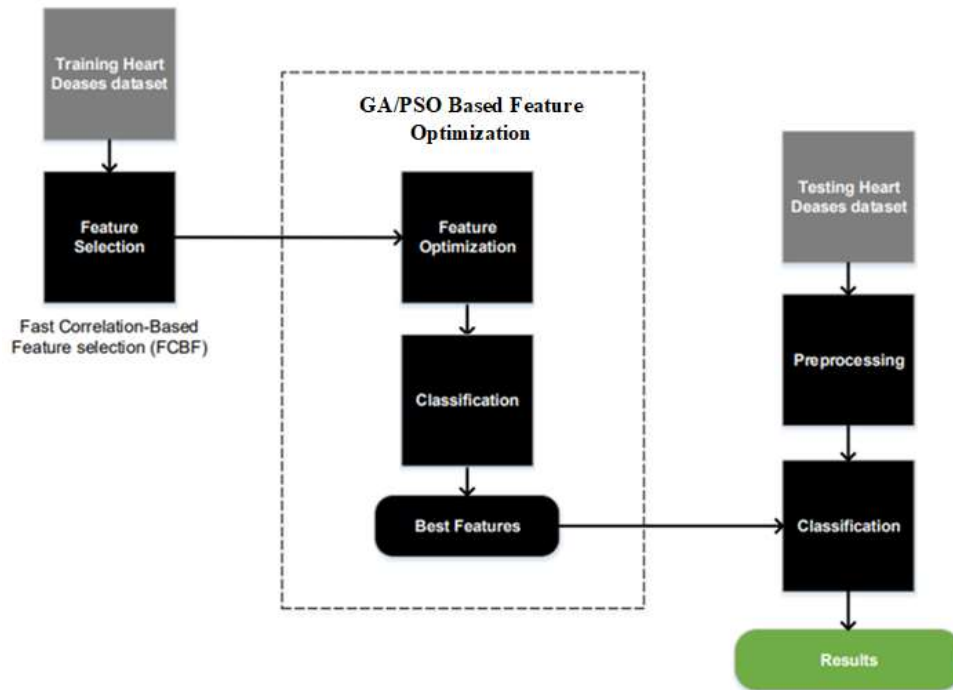 Training Heart
Deases dataset
Feature
Selection
Fast Correlation-Based
Feature selection (FCBF)
GA/PSO Based Feature
Optimization
Feature
Optimization
Classification
Best Features
Testing Heart
Deases dataset
Preprocessing
Classification
Results